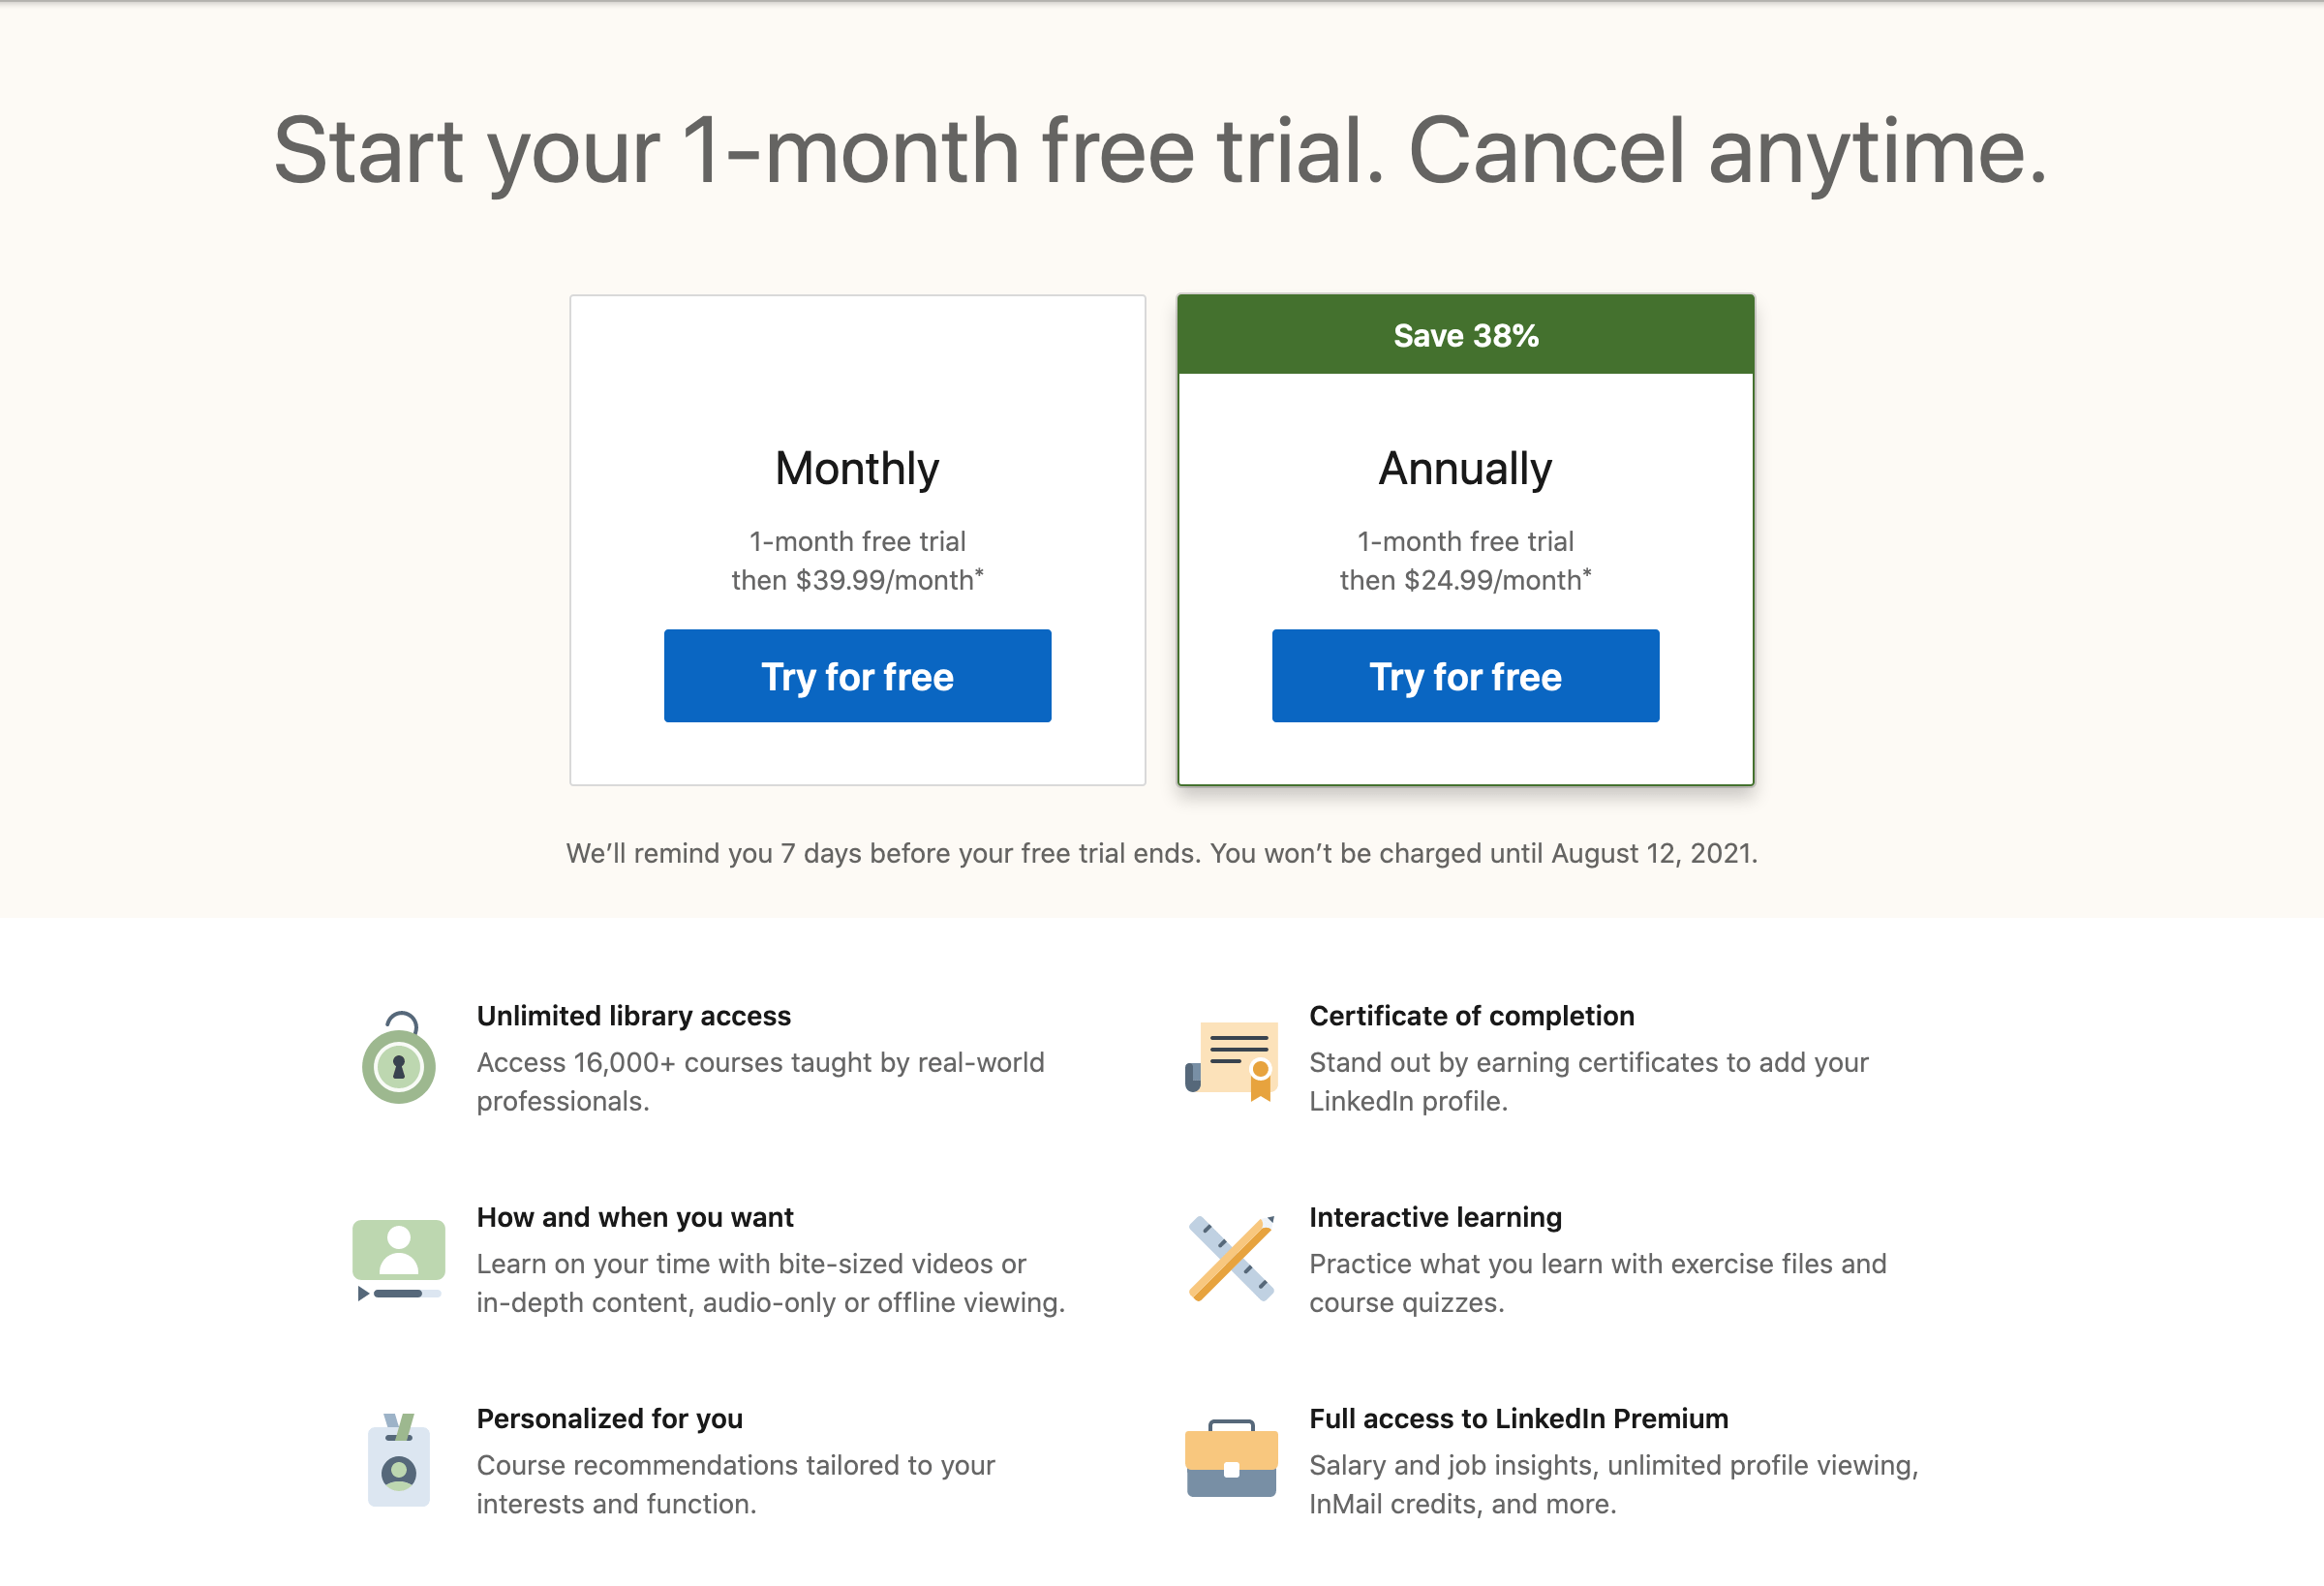 Start your 1-month free trial. Cancel anytime.
Monthly
1-month free trial
then $39.99/month*
Try for free
Save 38%
Annually
1-month free trial
then $24.99/month*
Try for free
We’ll remind you 7 days before your free trial ends. You won’t be charged until August 12, 2021.
Unlimited library access
Access 16,000+ courses taught by real-world
professionals.
Certificate of completion
Stand out by earning certificates to add your
LinkedIn profile.
How and when you want
Learn on your time with bite-sized videos or
in-depth content, audio-only or offline viewing.
Interactive learning
Practice what you learn with exercise files and
course quizzes.
Personalized for you
Course recommendations tailored to your
interests and function.
Full access to LinkedIn Premium
Salary and job insights, unlimited profile viewing,
InMail credits, and more.